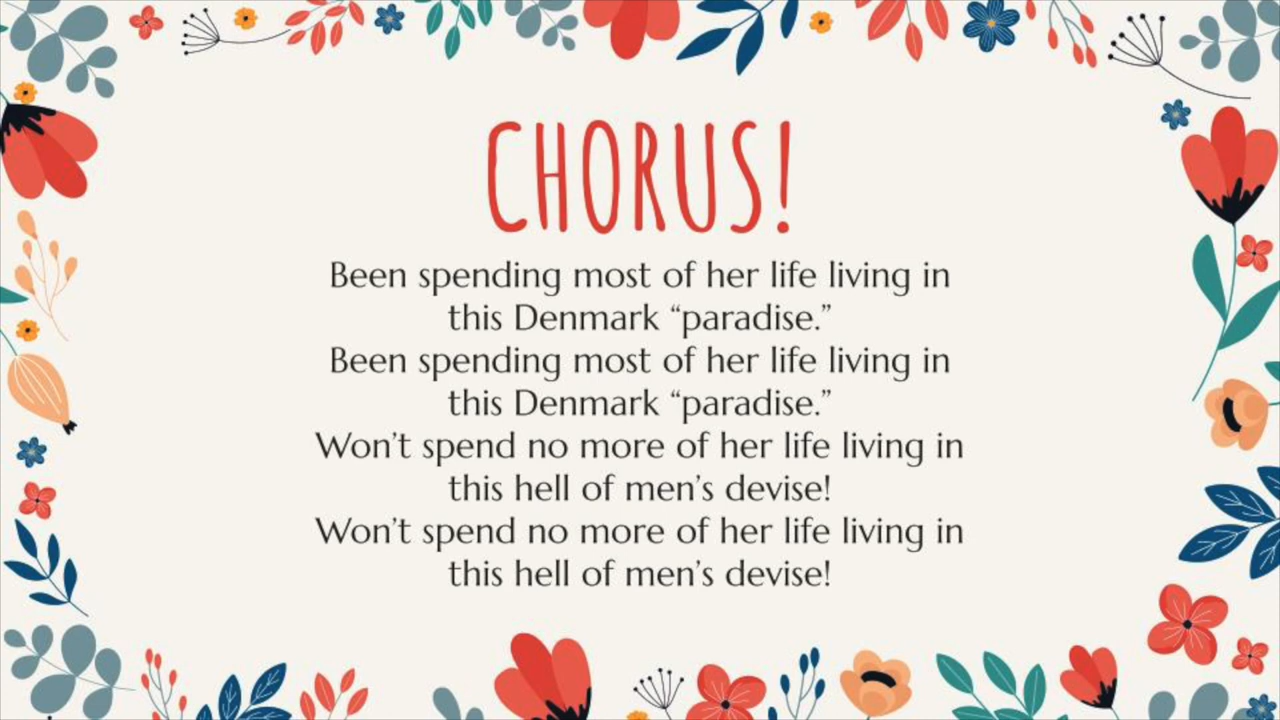 CHORUS!
Been spending most of her life living in
this Denmark “paradise.”
Been spending most of her life living in
this Denmark “paradise.”
Won’t spend no more of her life living in
this hell of men’s devise!
Won’t spend no more of her life living in
this hell of men’s devise!